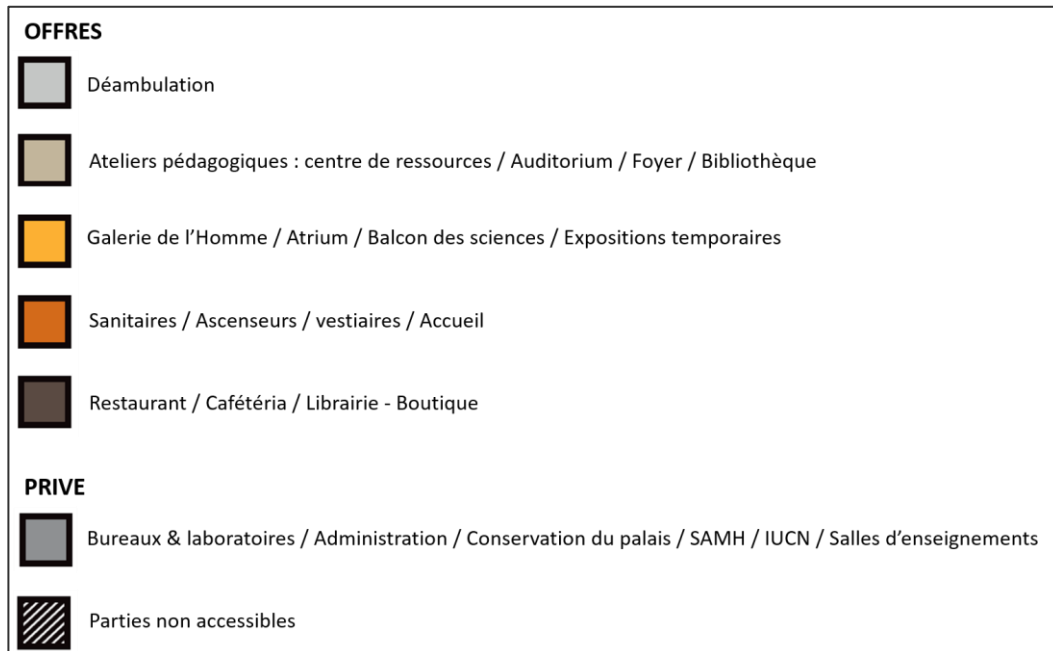 OFFRES
Déambulation
Ateliers pédagogiques : centre de ressources / Auditorium / Foyer / Bibliothèque
Galerie de l'Homme / Atrium / Balcon des sciences / Expositions temporaires
Sanitaires / Ascenseurs / vestiaires / Accueil
Restaurant / Cafétéria / Librairie - Boutique
PRIVE
Bureaux & laboratoires / Administration / Conservation du palais / SAMH / IUCN / Salles d'enseignements
Parties non accessibles